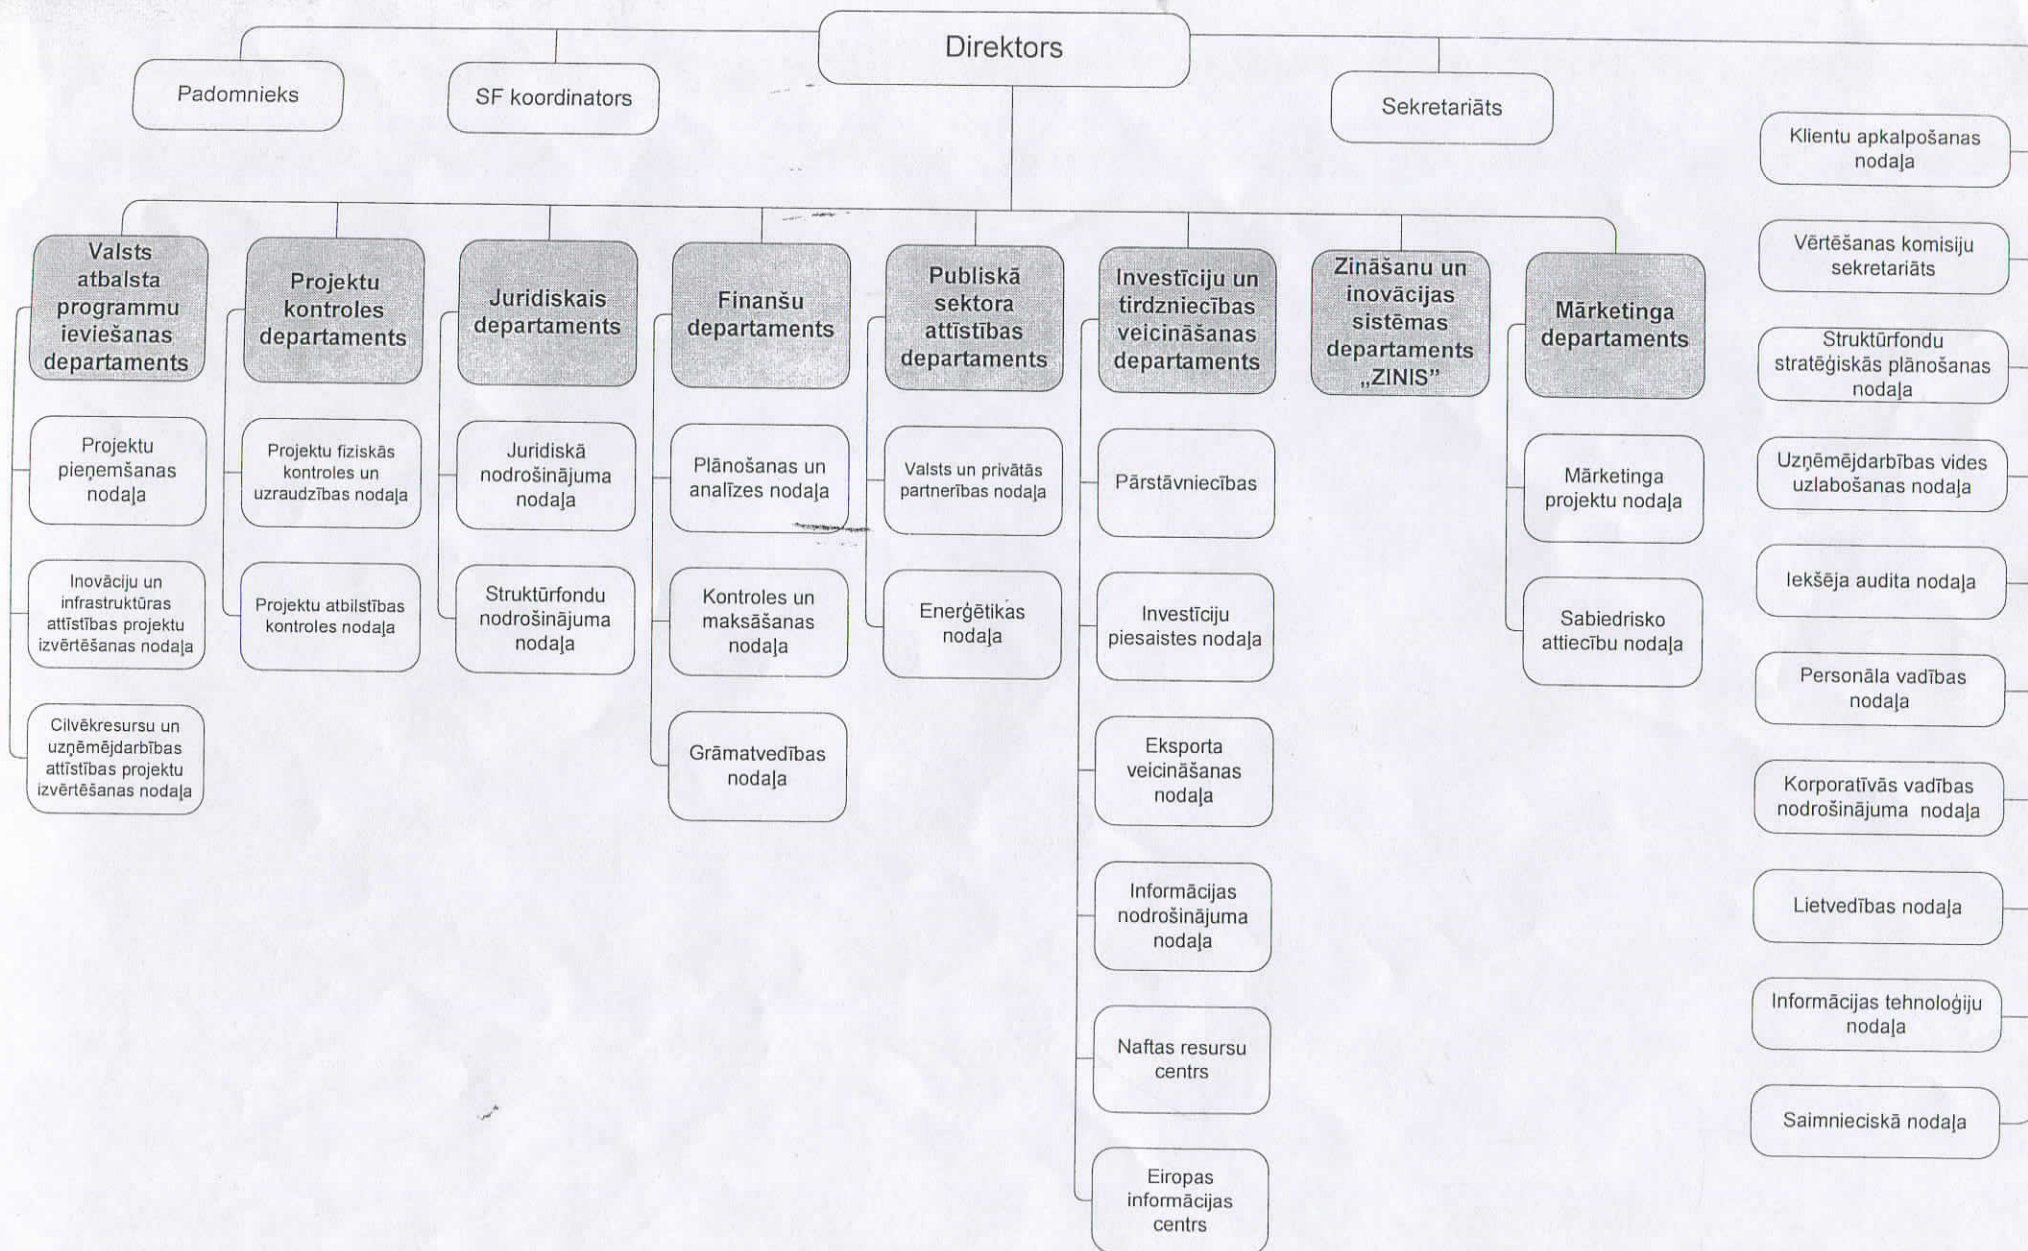 Direktors
Padomnieks
SF koordinators
Sekretariāts
Valsts
atbalsta
programmu
ieviešanas
departaments
Projektu
pieņemšanas
nodaļa
Inovāciju un
infrastruktūras
attīstības projektu
izvērtēšanas nodaļa
Cilvēkresursu un
uzņēmējdarbības
attīstības projektu
izvērtēšanas nodaļa
Projektu
kontroles
departaments
Projektu fiziskās
kontroles un
uzraudzības nodaļa
Projektu atbilstības
kontroles nodaļa
Juridiskais
departaments
Juridiskā
nodrošinājuma
nodaļa
Struktūrfondu
nodrošinājuma
nodaļa
Finanšu
departaments
Plānošanas un
analīzes nodaļa
Kontroles un
maksāšanas
nodaļa
Grāmatvedības
nodaļa
Publiskā
sektora
attīstības
departaments
Valsts un privātās
partnerības nodaļa
Enerģētikas
nodaļa
Investīciju un
tirdzniecības
veicināšanas
departaments
Pārstāvniecības
Investīciju
piesaistes nodaļa
Eksporta
veicināšanas
nodaļa
Informācijas
nodrošinājuma
nodaļa
Naftas resursu
centrs
Eiropas
informācijas
centrs
Zināšanu un
inovācijas
sistēmas
departaments
„ZINIS”
Mārketinga
departaments
Mārketinga
projektu nodaļa
Sabiedrisko
attiecību nodaļa
Klientu apkalpošanas
nodaļa
Vērtēšanas komisiju
sekretariāts
Struktūrfondu
stratēģiskās plānošanas
nodaļa
Uzņēmējdarbības vides
uzlabošanas nodaļa
Iekšēja audita nodaļa
Personāla vadības
nodaļa
Korporatīvās vadības
nodrošinājuma nodaļa
Lietvedības nodaļa
Informācijas tehnoloģiju
nodaļa
Saimnieciskā nodaļa